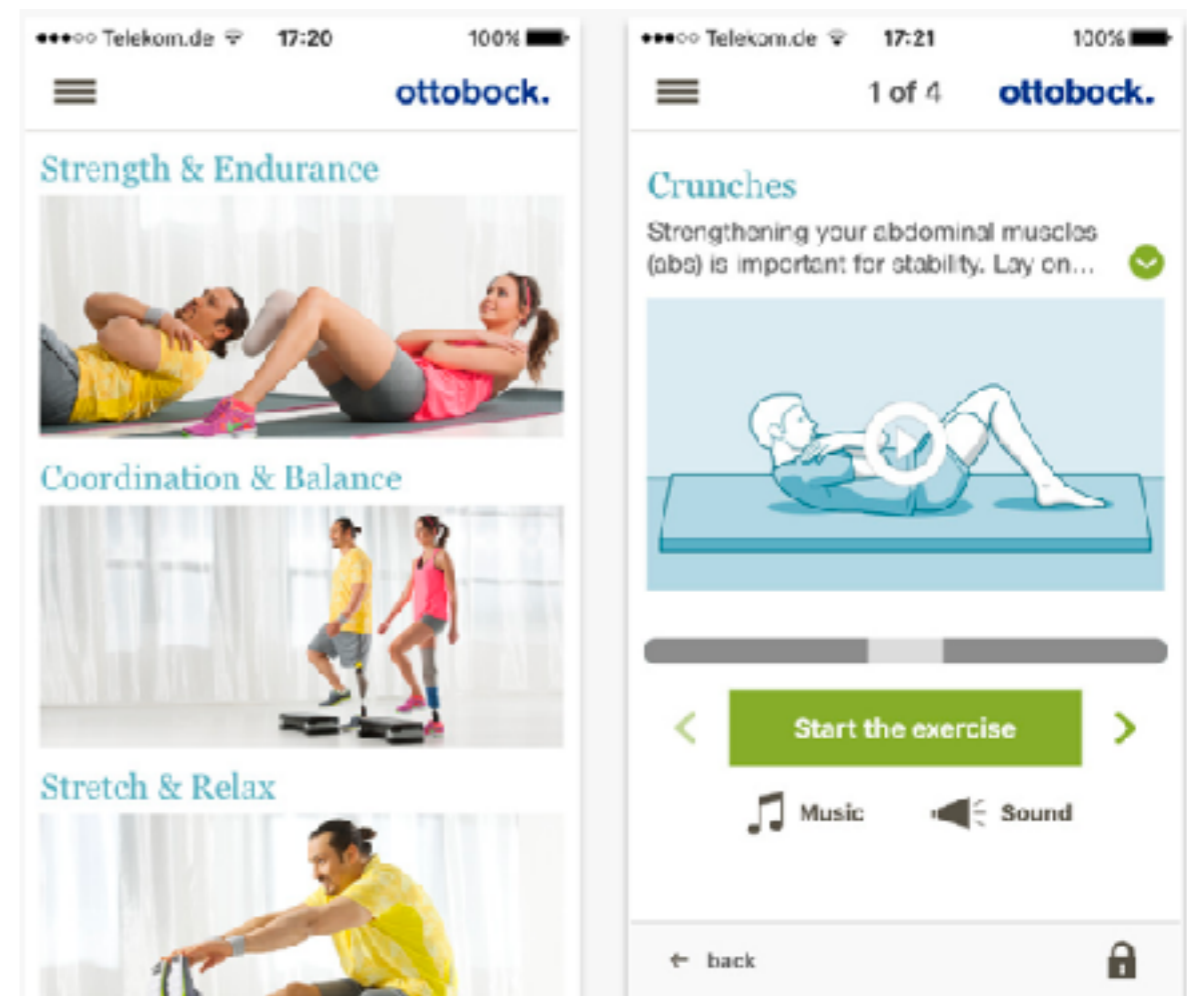 Telekom.de 17:20 100%
ottobock.
Strength & Endurance
Coordination & Balance
Stretch & Relax
Telekom.de 17:21 100%
1 of 4 ottobock.
Crunches
Strengthening your abdominal muscles
(abs) is important for stability. Lay on...
Start the exercise
Music Sound
back